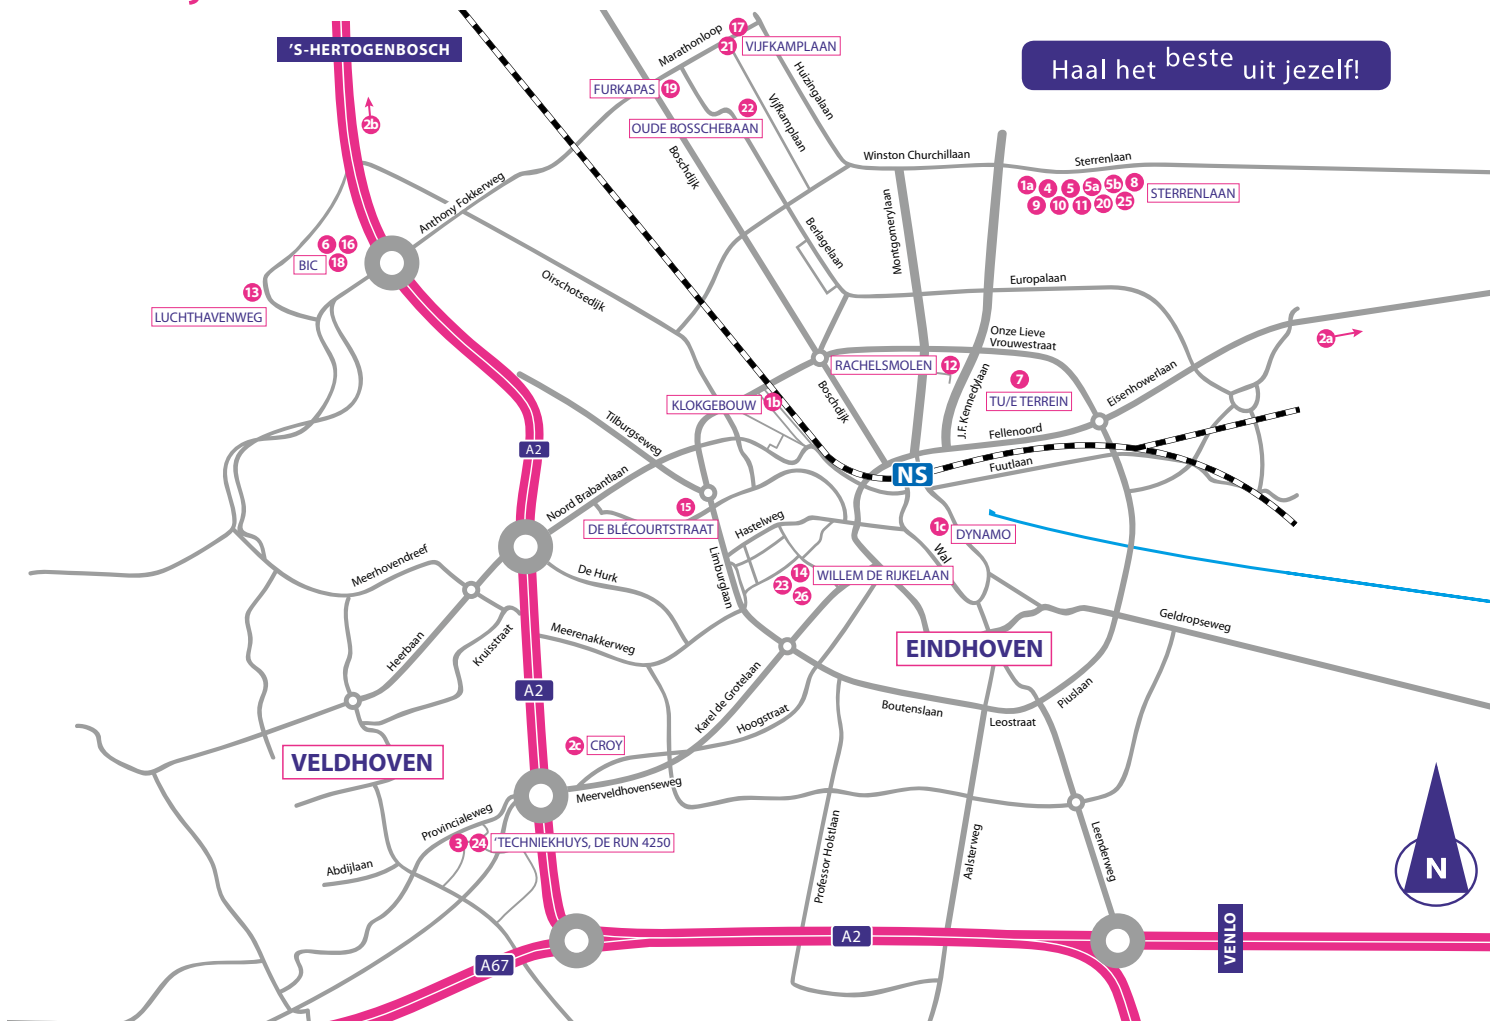 'S-HERTOGENBOSCH
Marathonloop
17
21
VIJFKAMPLAAN
Haal het beste uit jezelf!
Huizingalaan
FURKAPAS
19
22
Vijfkamplaan
OUDE BOSSCHEBAAN
2b
Boschdijk
Winston Churchillaan
Sterrenlaan
1a
4
5
5a
5b
8
STERRENLAAN
9
10
11
20
25
Anthony Fokkerweg
Montgomerylaan
Berlagelaan
6
16
BIC
18
13
LUCHTHAVENWEG
Oirschotsedijk
Europalaan
Onze Lieve
Vrouwestraat
2a
RACHELSMOLEN
12
7
TU/E TERREIN
J.F. Kennedylaan
Eisenhowerlaan
KLOKGEBOUW
1b
Boschdijk
Tilburgseweg
Fellenoord
Fuutlaan
NS
A2
Noord Brabantlaan
15
DE BLÉCOURTSTRAAT
Hastelweg
1c
DYNAMO
Wal
Meerhovendreef
De Hurk
Limburglaan
14
WILLEM DE RIJKELAAN
23
26
Geldropseweg
Heerbaan
Kruisstraat
Meerenakkerweg
EINDHOVEN
A2
Karel de Grotelaan
Hoogstraat
Boutenslaan
Leostraat
Piuslaan
VELDHOVEN
2c
CROY
Meerveldhovenseweg
Provincialeweg
3
24
'TECHNIEKHUYS, DE RUN 4250
Abdijlaan
Professor Holstlaan
Aalsterweg
Leenderweg
N
A2
VENLO
A67